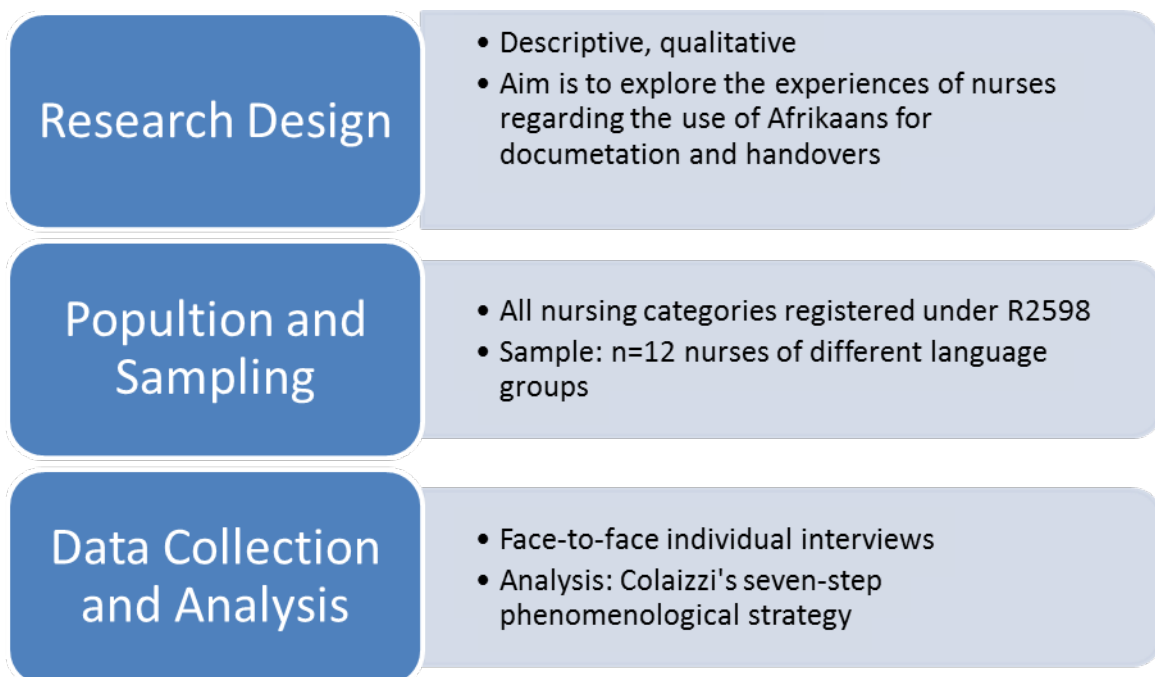 Research Design
• Descriptive, qualitative
• Aim is to explore the experiences of nurses
regarding the use of Afrikaans for
documetation and handovers
Popultion and
Sampling
• All nursing categories registered under R2598
• Sample: n=12 nurses of different language
groups
Data Collection
and Analysis
• Face-to-face individual interviews
• Analysis: Colaizzi's seven-step
phenomenological strategy